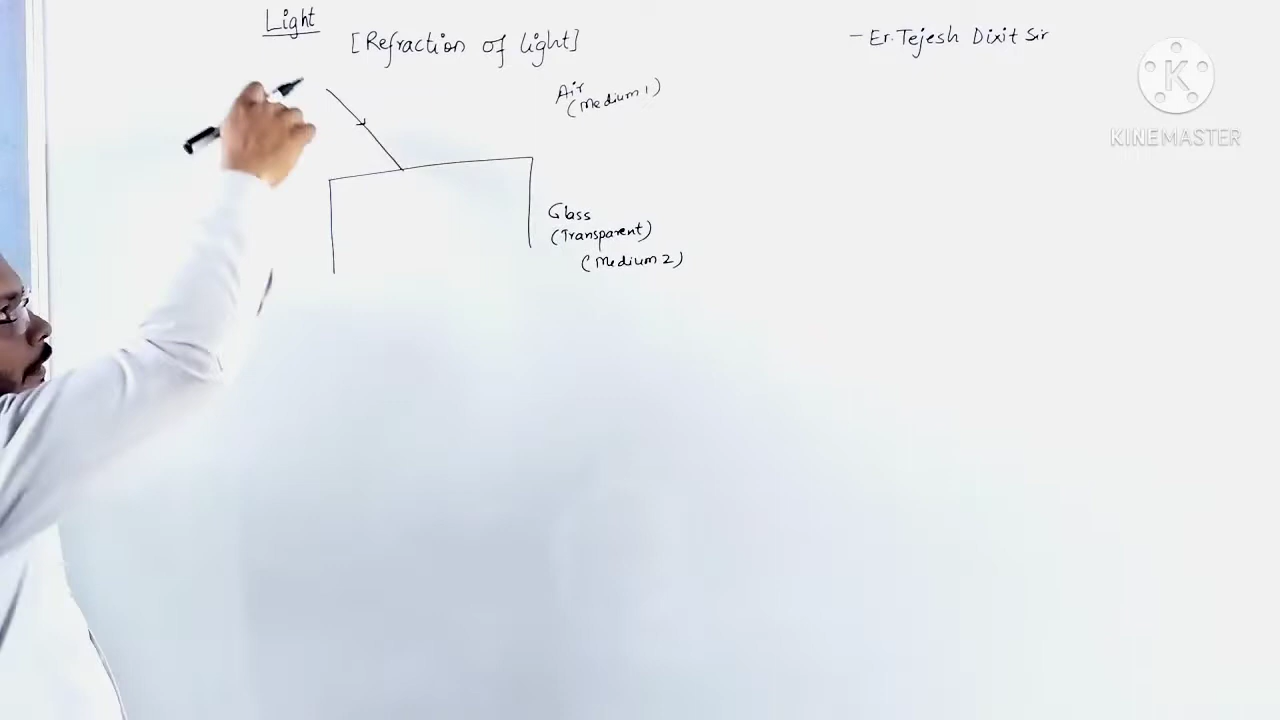 Light
[Refraction of light]
- Er. Tejesh Dixit Sir
Air
(Medium 1)
K
KINEMASTER
Glass
(Transparent)
(Medium 2)